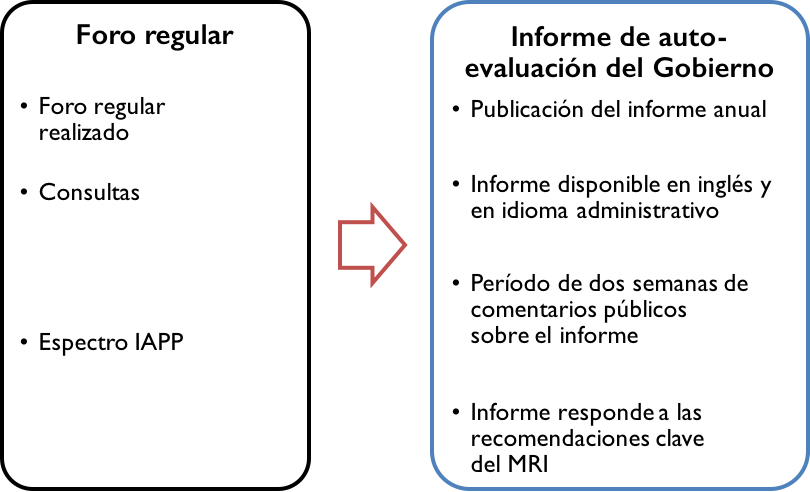 Foro regular
• Foro regular
realizado
• Consultas
• Espectro IAPP
Informe de auto-
evaluación del Gobierno
• Publicación del informe anual
• Informe disponible en inglés y
en idioma administrativo
• Período de dos semanas de
comentarios públicos
sobre el informe
• Informe responde a las
recomendaciones clave
del MRI